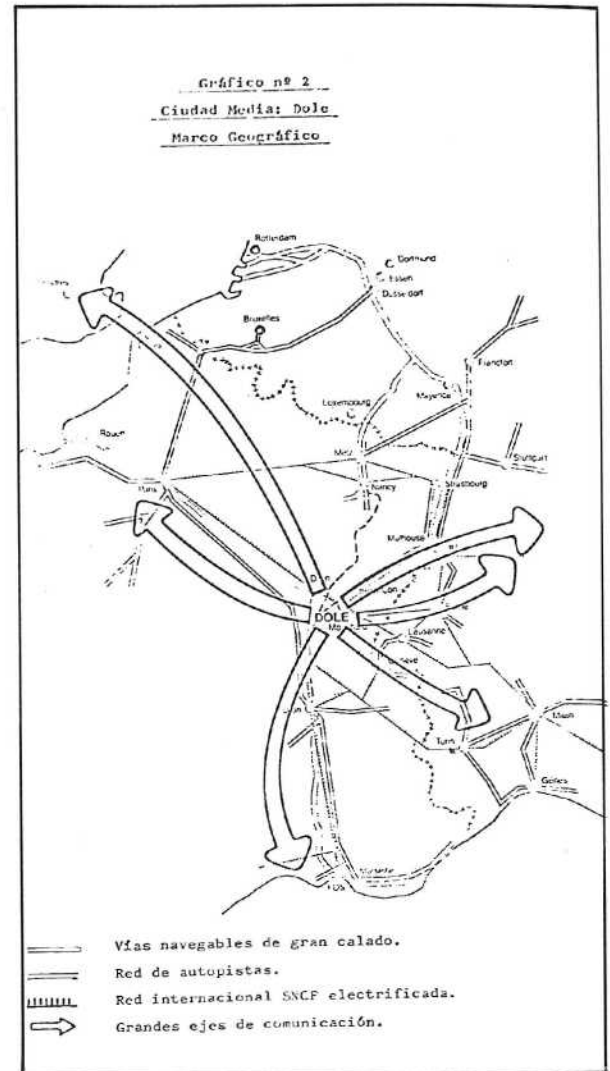 Gráfico nº 2
Ciudad Media: Dole
Marco Geográfico
Rotterdam
Dortmund
Essen
Dusseldorf
Bruxelles
Francfort
Luxembourg
Mayence
Rouen
Metz
Stuttgart
Paris
Nancy
Strasbourg
Mulhouse
DOLE
Lausanne
Milan
Turin
Gênes
Marseille
FOS
Vías navegables de gran calado.
Red de autopistas.
Red internacional SNCF electrificada.
Grandes ejes de comunicación.